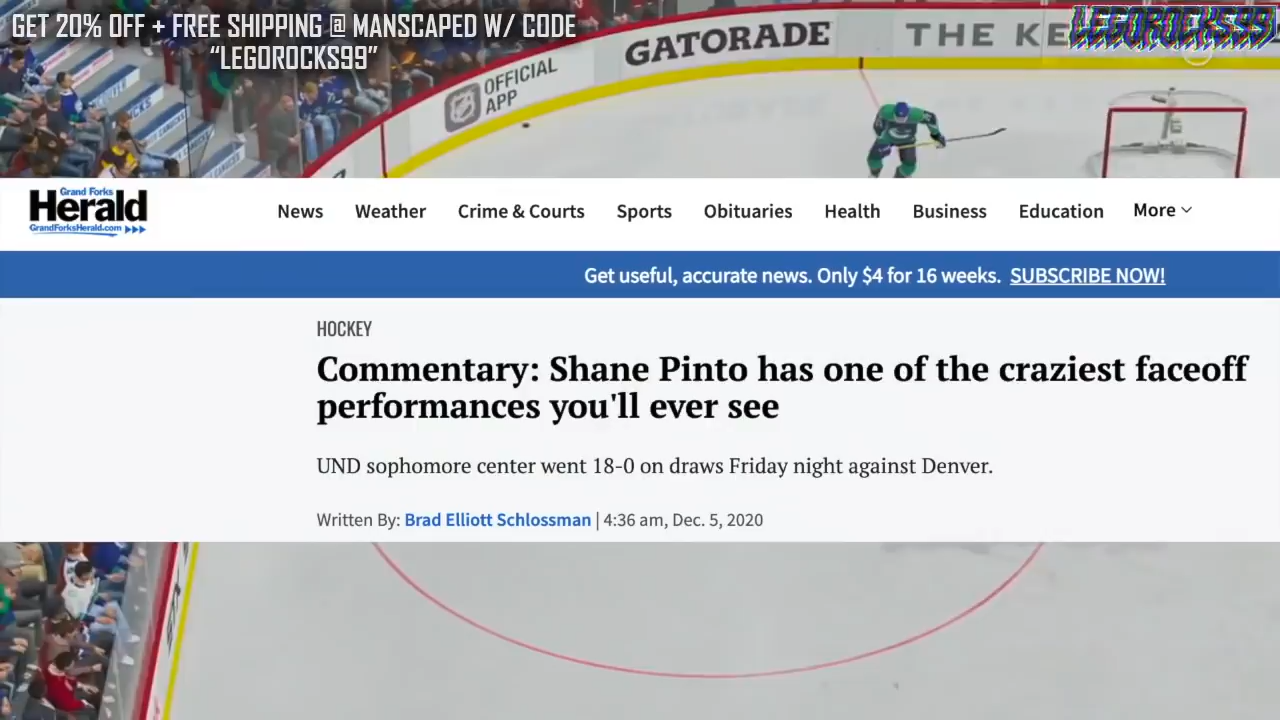 GET 20% OFF + FREE SHIPPING @ MANSCAPED W/ CODE
"LEGOROCKS99"
LEGOROCKS99
GATORADE
THE KE
OFFICIAL
APP
Grand Forks
Herald
GrandForksHerald.com
News Weather Crime & Courts Sports Obituaries Health Business Education More
Get useful, accurate news. Only $4 for 16 weeks. SUBSCRIBE NOW!
HOCKEY
Commentary: Shane Pinto has one of the craziest faceoff
performances you'll ever see
UND sophomore center went 18-0 on draws Friday night against Denver.
Written By: Brad Elliott Schlossman | 4:36 am, Dec. 5, 2020